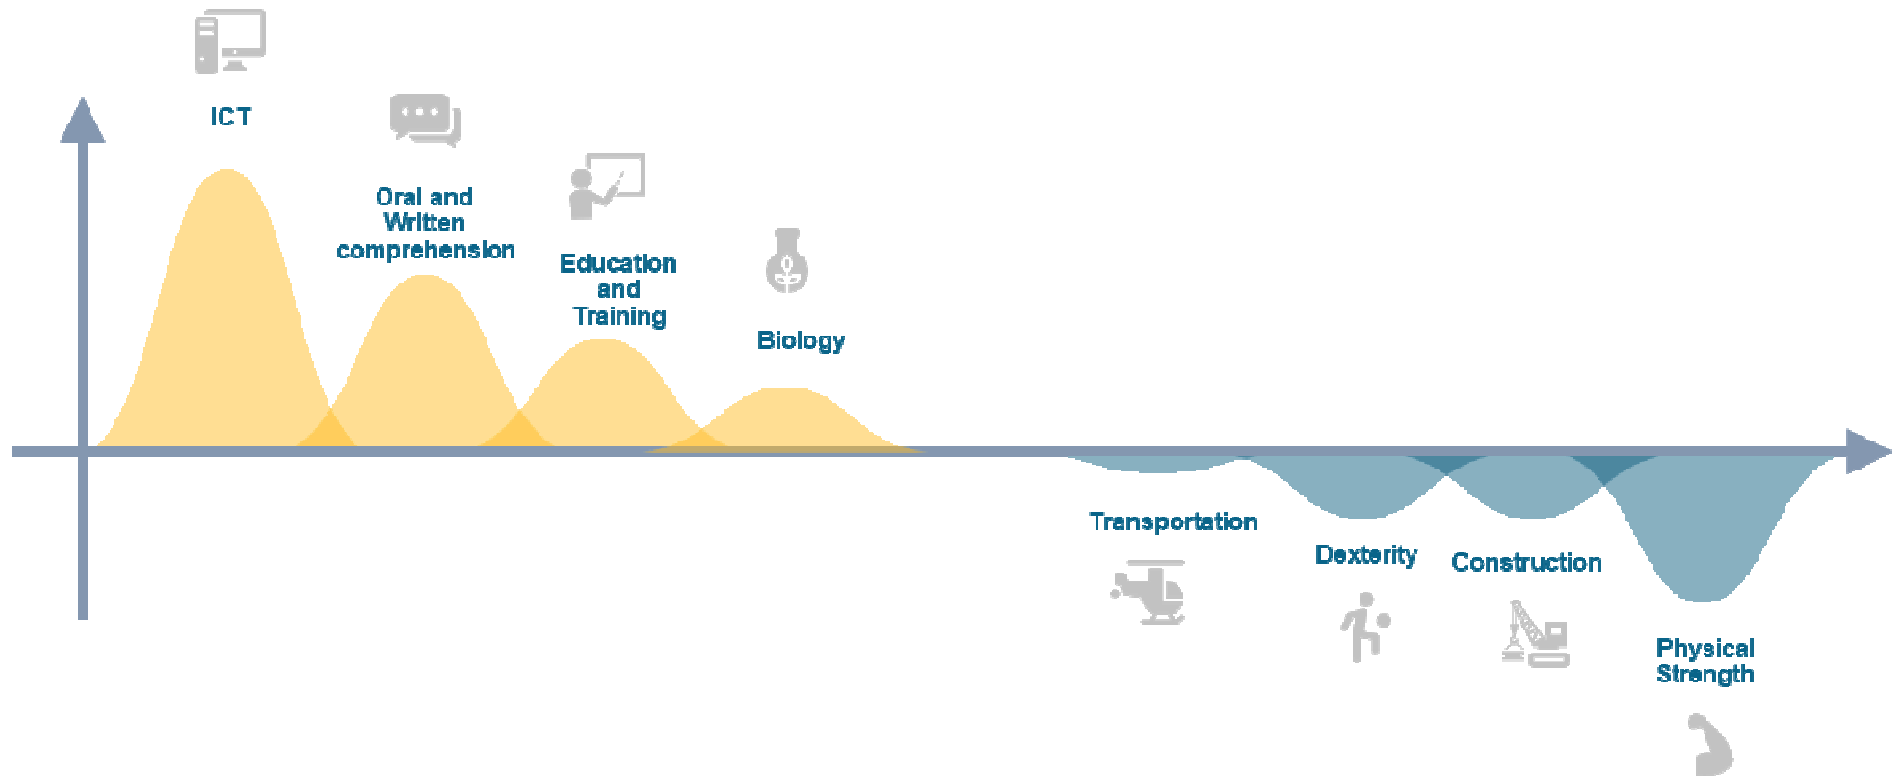 ICT
Oral and
Written
comprehension
Education
and
Training
Biology
Transportation
Dexterity
Construction
Physical
Strength